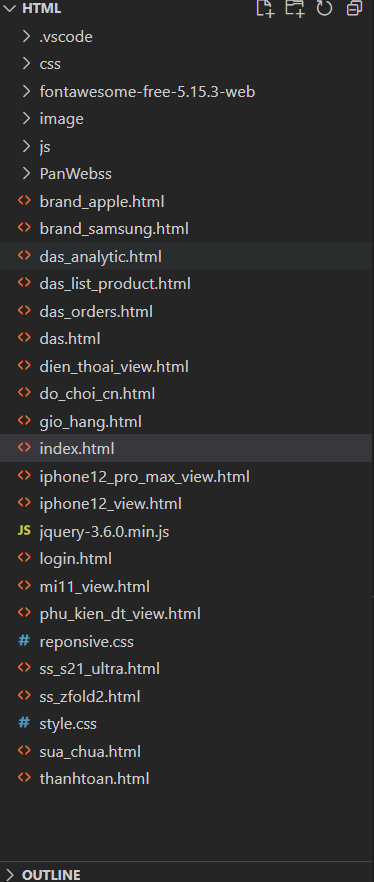 HTML
.vscode
css
fontawesome-free-5.15.3-web
image
js
PanWebss
brand_apple.html
brand_samsung.html
das_analytic.html
das_list_product.html
das_orders.html
das.html
dien_thoai_view.html
do_choi_cn.html
gio_hang.html
index.html
iphone12_pro_max_view.html
iphone12_view.html
JS jquery-3.6.0.min.js
login.html
mi11_view.html
phu_kien_dt_view.html
# reponsive.css
ss_s21_ultra.html
ss_zfold2.html
# style.css
sua_chua.html
thanhtoan.html
OUTLINE